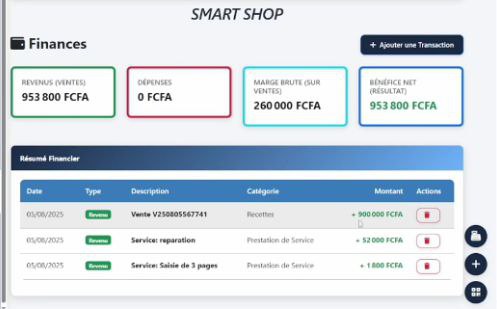 SMART SHOP
Finances
+ Ajouter une Transaction
REVENUS (VENTES)
953 800 FCFA
DÉPENSES
0 FCFA
MARGE BRUTE (SUR
VENTES)
260 000 FCFA
BÉNÉFICE NET
(RÉSULTAT)
953 800 FCFA
Résumé Financier
Date Type Description Catégorie Montant Actions
05/08/2025 Revenu Vente V250805567741 Recettes + 900 000 FCFA
05/08/2025 Revenu Service: reparation Prestation de Service + 52 000 FCFA
05/08/2025 Revenu Service: Saisie de 3 pages Prestation de Service + 1 800 FCFA